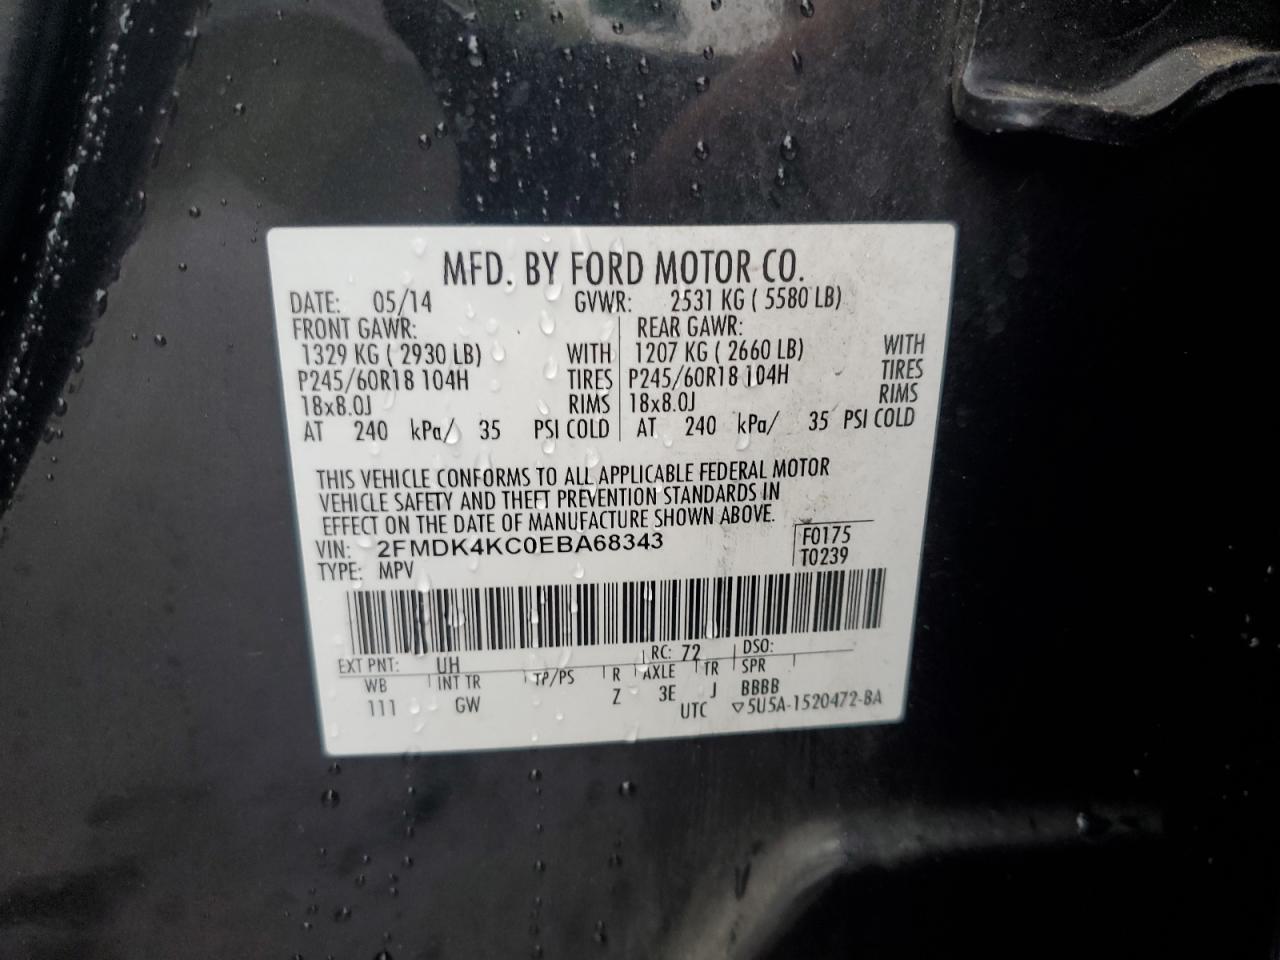 MFD. BY FORD MOTOR CO.
DATE: 05/14 GVWR: 2531 KG ( 5580 LB)
FRONT GAWR: REAR GAWR:
1329 KG ( 2930 LB) WITH 1207 KG ( 2660 LB) WITH
P245/60R18 104H TIRES P245/60R18 104H TIRES
18x8.0J RIMS 18x8.0J RIMS
AT 240 kPa/ 35 PSI COLD AT 240 kPa/ 35 PSI COLD
THIS VEHICLE CONFORMS TO ALL APPLICABLE FEDERAL MOTOR
VEHICLE SAFETY AND THEFT PREVENTION STANDARDS IN
EFFECT ON THE DATE OF MANUFACTURE SHOWN ABOVE.
VIN: 2FMDK4KC0EBA68343 F0175
TYPE: MPV T0239
EXT PNT: UH RC: 72 DSO:
WB INT TR TP/PS R AXLE TR SPR
111 GW Z 3E J BBBB
UTC ▽5U5A-1520472-BA